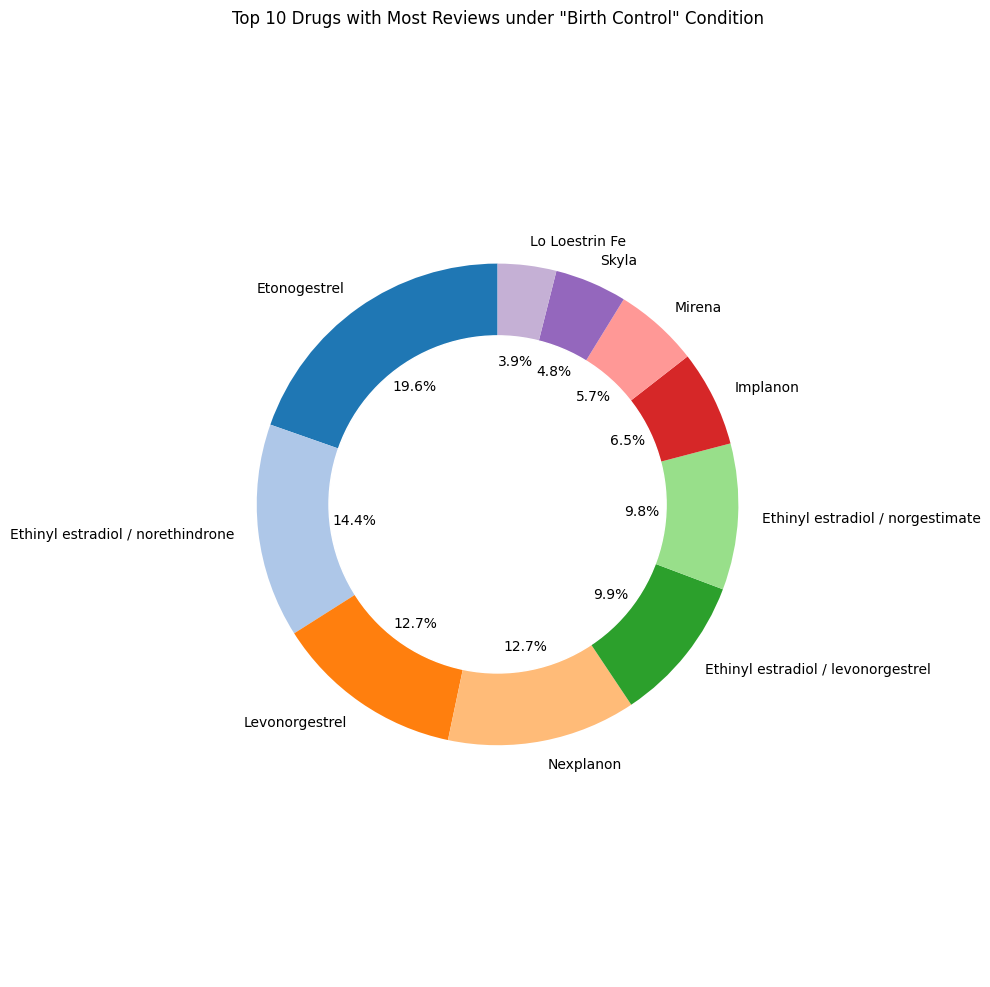 Top 10 Drugs with Most Reviews under "Birth Control" Condition
Lo Loestrin Fe
Skyla
Etonogestrel
Mirena
3.9%
4.8%
19.6%
Implanon
5.7%
6.5%
9.8%
Ethinyl estradiol / norgestimate
14.4%
Ethinyl estradiol / norethindrone
9.9%
12.7%
12.7%
Ethinyl estradiol / levonorgestrel
Levonorgestrel
Nexplanon